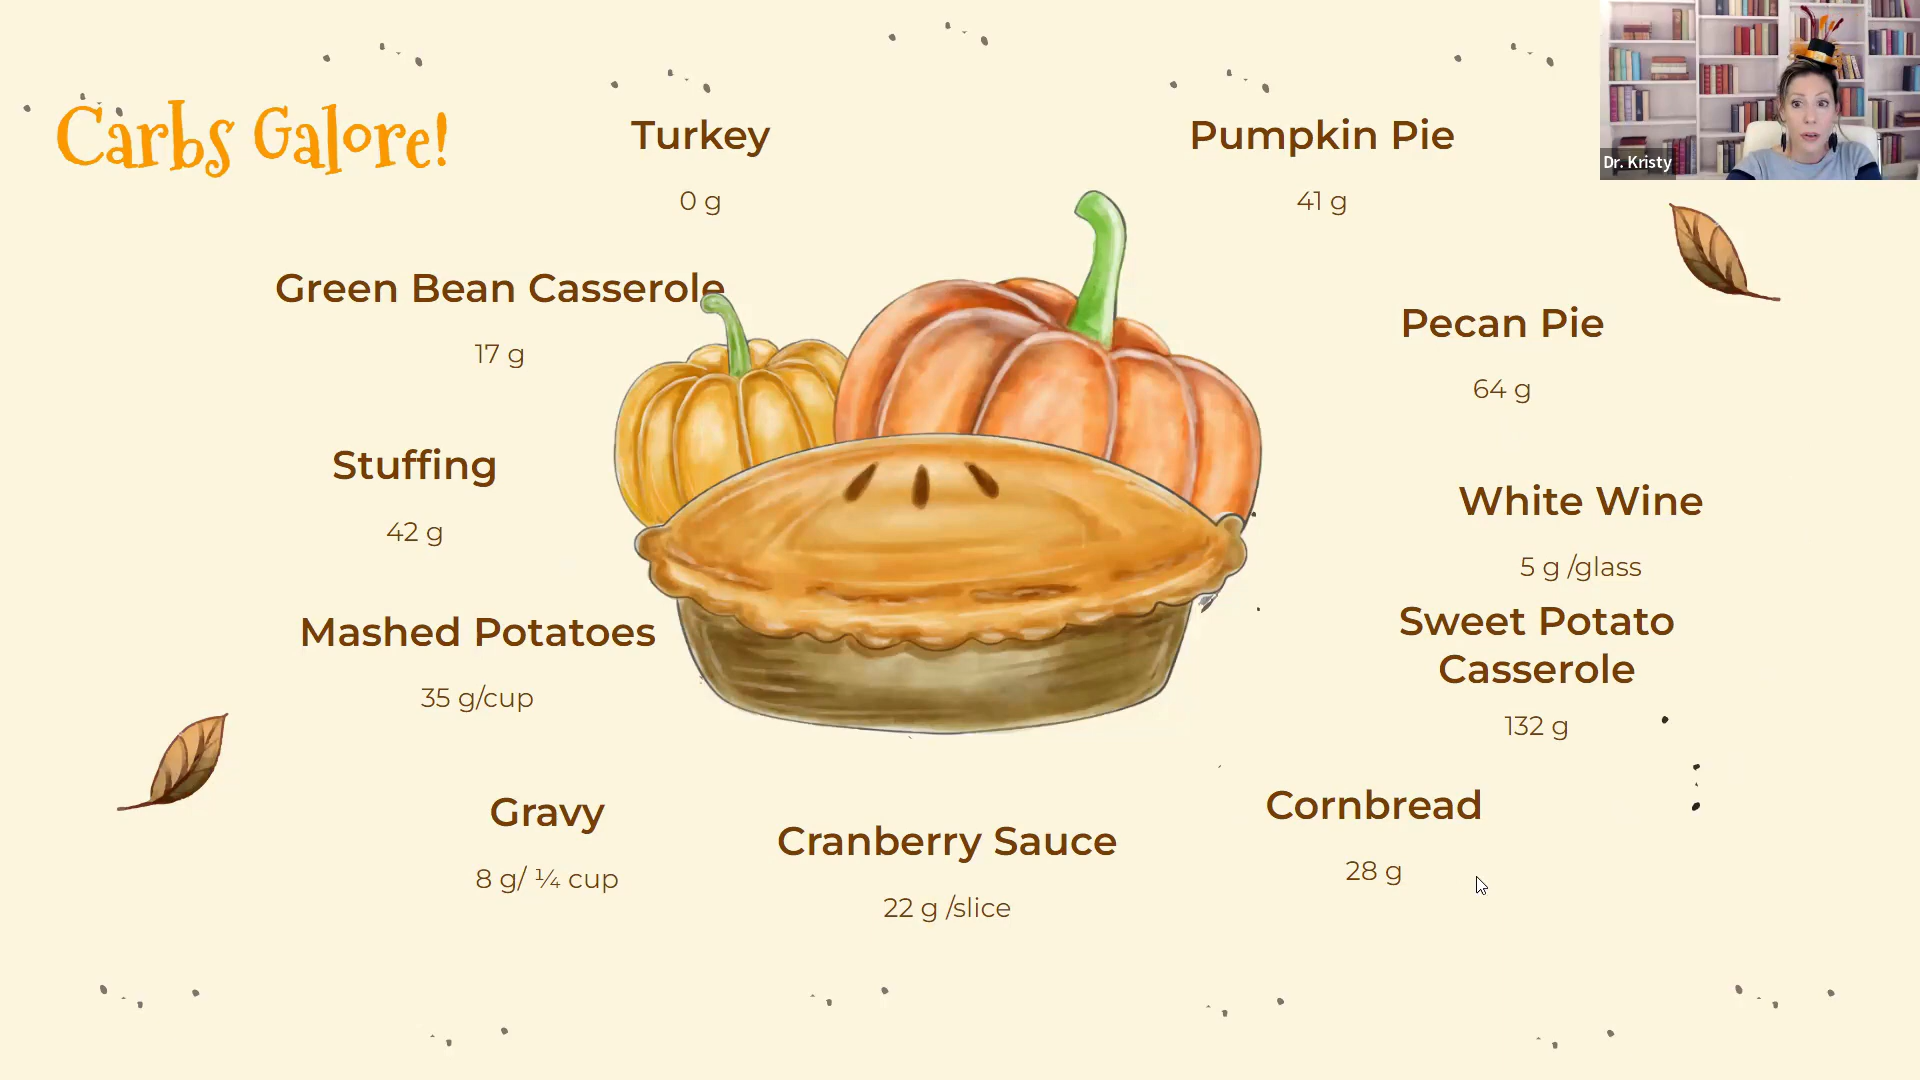 Carbs Galore!
Turkey
0 g
Pumpkin Pie
41 g
Dr. Kristy
Green Bean Casserole
17 g
Pecan Pie
64 g
Stuffing
42 g
White Wine
5 g /glass
Mashed Potatoes
35 g/cup
Sweet Potato
Casserole
132 g
Gravy
8 g/ ¼ cup
Cranberry Sauce
22 g /slice
Cornbread
28 g